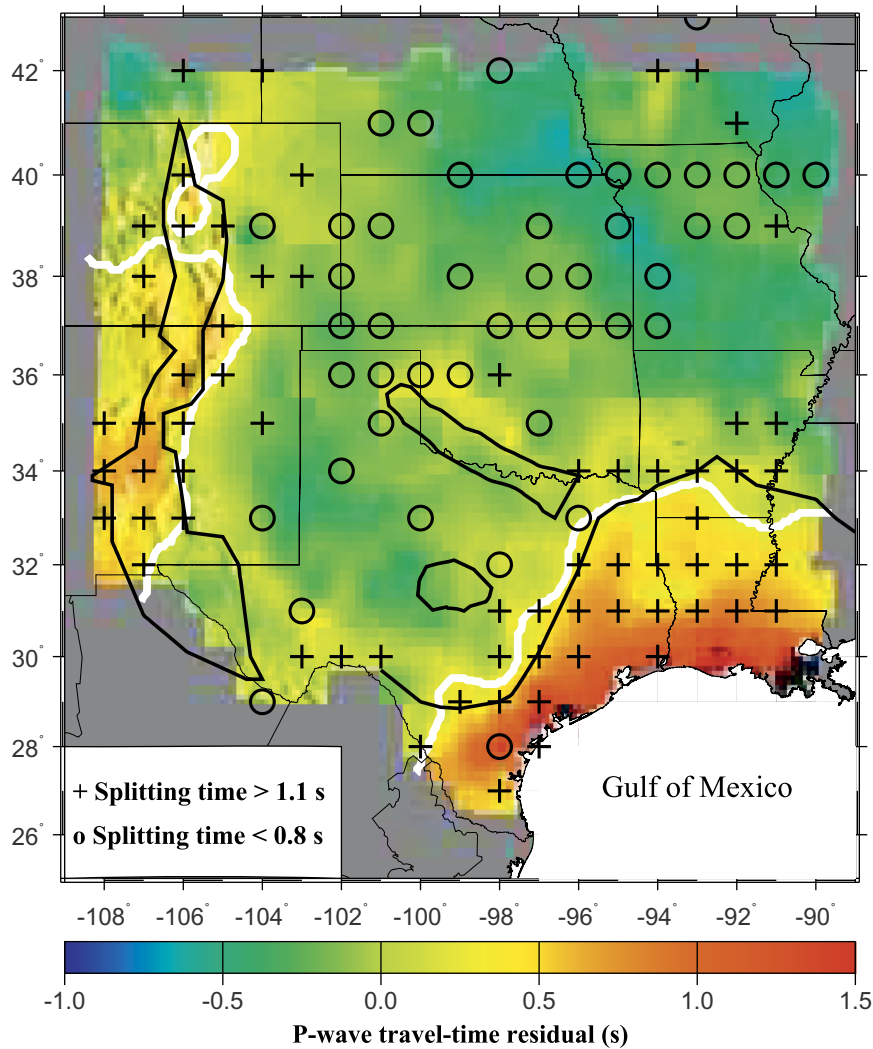 42°
40°
38°
36°
34°
32°
30°
28°
26°
Gulf of Mexico
+ Splitting time > 1.1 s
o Splitting time < 0.8 s
-108° -106° -104° -102° -100° -98° -96° -94° -92° -90°
-1.0 -0.5 0.0 0.5 1.0 1.5
P-wave travel-time residual (s)